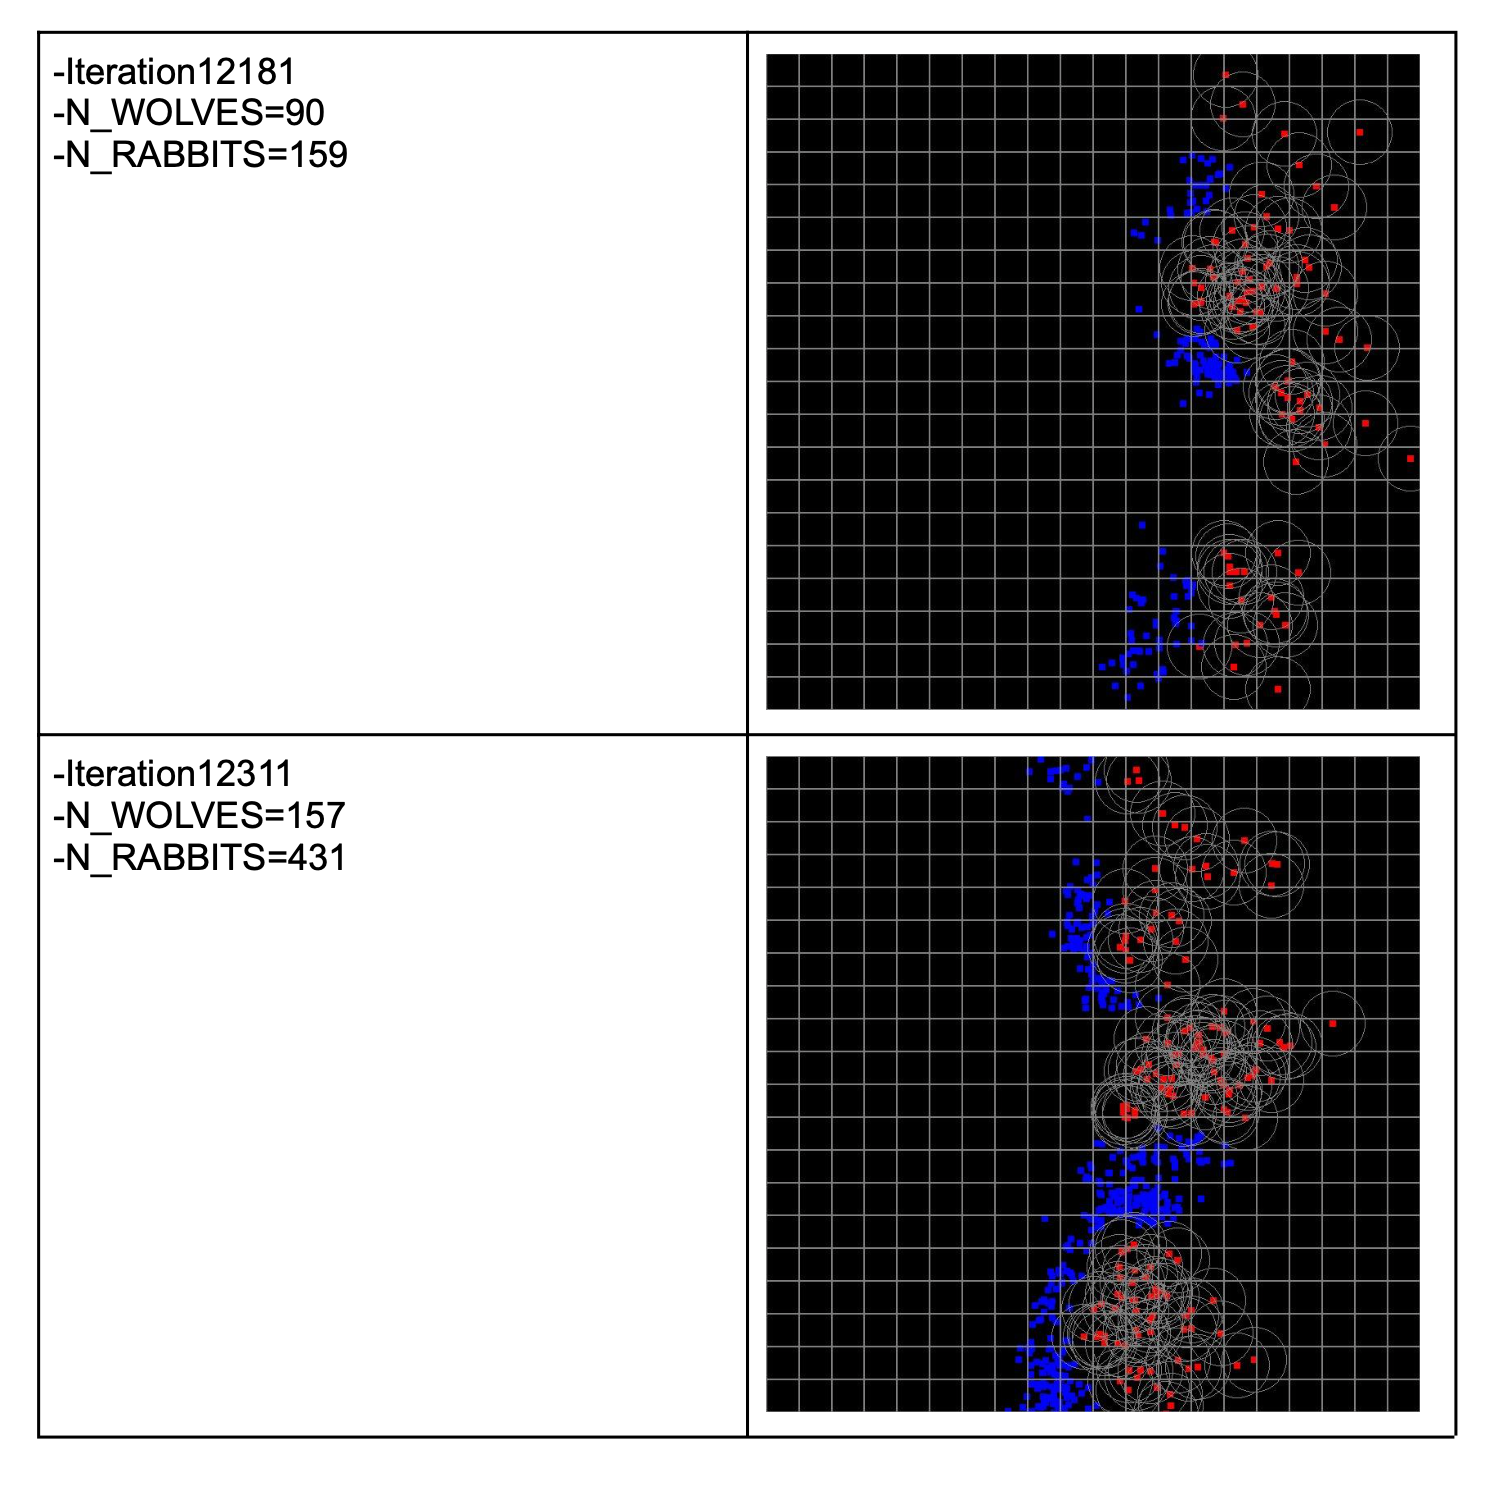 -Iteration12181
-N_WOLVES=90
-N_RABBITS=159
-Iteration12311
-N_WOLVES=157
-N_RABBITS=431